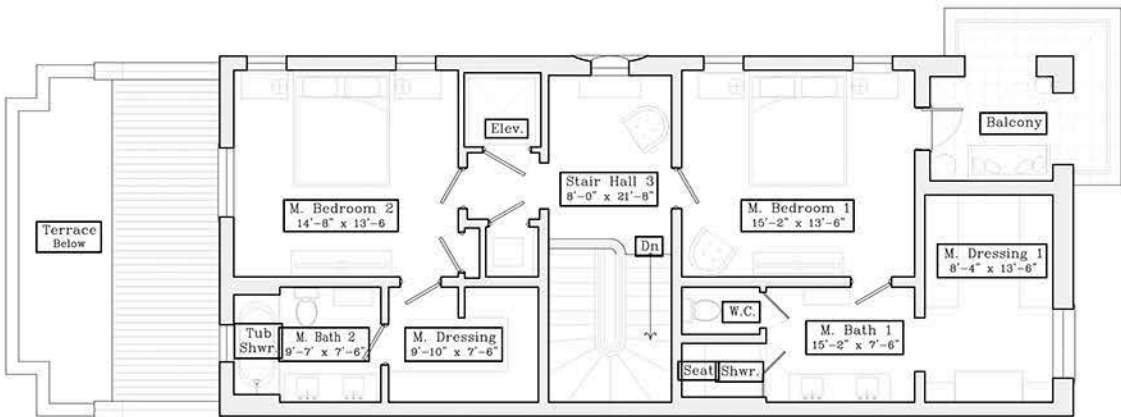 Elev.
Balcony
Stair Hall 3
8'-0" x 21'-8"
M. Bedroom 2
14'-8" x 13'-6
M. Bedroom 1
15'-2" x 13'-6"
Terrace
Below
Dn
M. Dressing 1
8'-4" x 13'-6"
W.C.
Tub
Shwr.
M. Bath 2
9'-7' x 7'-6"
M. Dressing
9'-10" x 7'-6"
M. Bath 1
15'-2" x 7'-6"
Seat
Shwr.